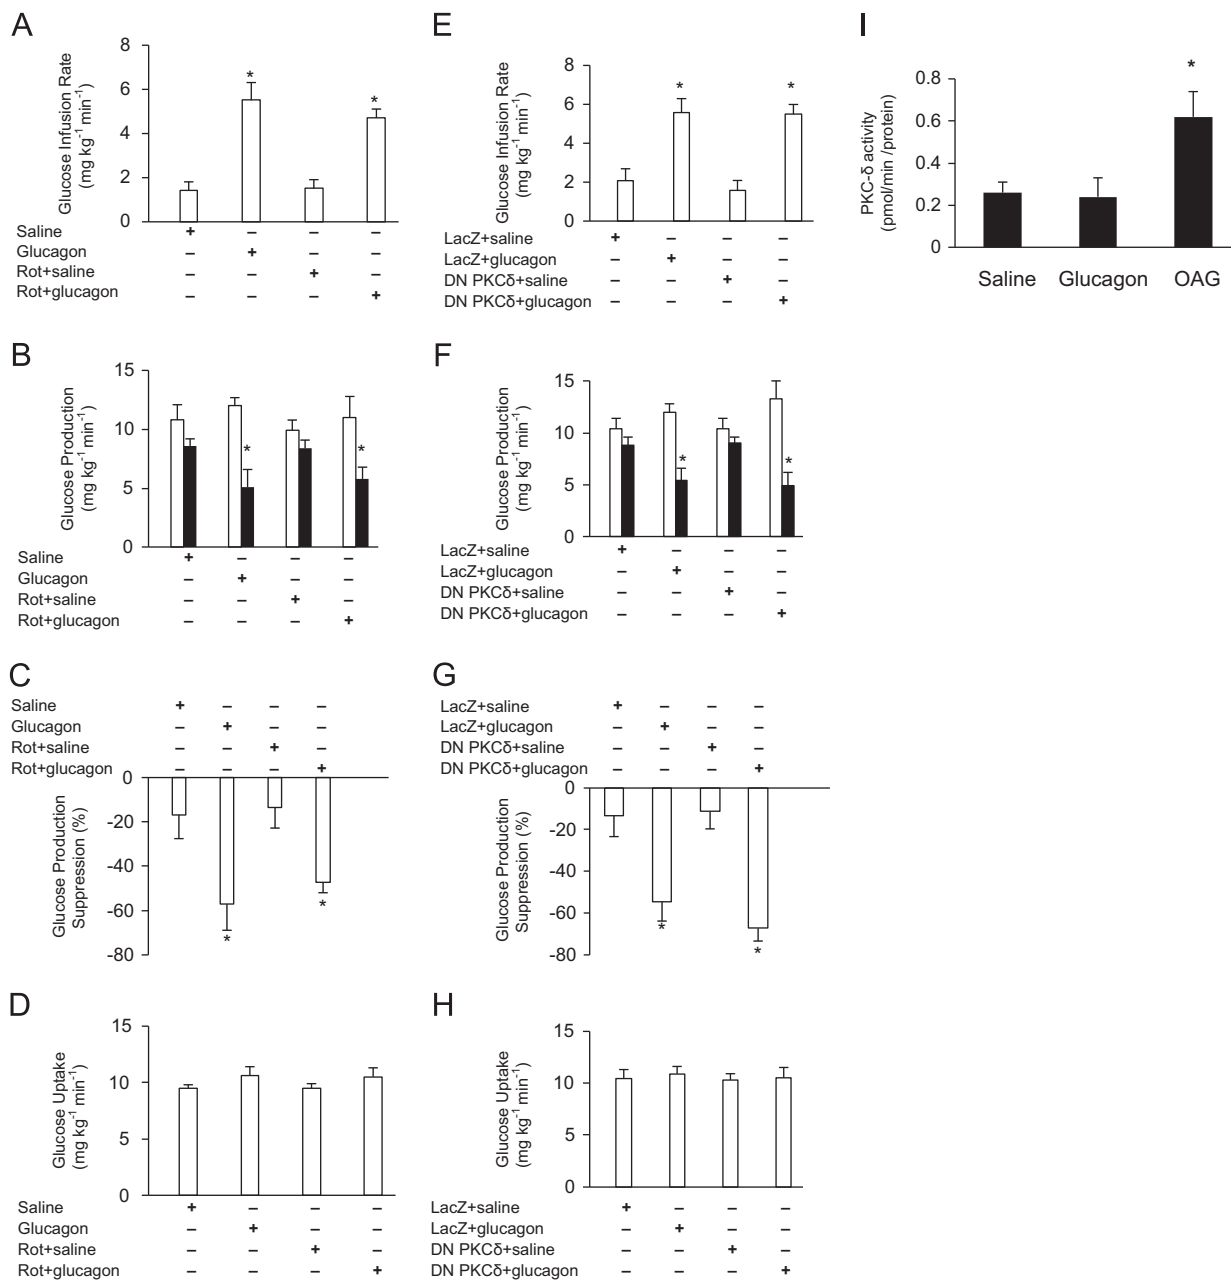 A
Glucose Infusion Rate
(mg kg-1 min-1)
8
6
4
2
0
*
*
Saline + – – –
Glucagon – + – –
Rot+saline – – + –
Rot+glucagon – – – +
B
Glucose Production
(mg kg-1 min-1)
15
10
5
0
*
*
Saline + – – –
Glucagon – + – –
Rot+saline – – + –
Rot+glucagon – – – +
C
Saline + – – –
Glucagon – + – –
Rot+saline – – + –
Rot+glucagon – – – +
Glucose Production
Suppression (%)
0
-20
-40
-60
-80
*
*
D
Glucose Uptake
(mg kg-1 min-1)
15
10
5
0
Saline + – – –
Glucagon – + – –
Rot+saline – – + –
Rot+glucagon – – – +
E
Glucose Infusion Rate
(mg kg-1 min-1)
8
6
4
2
0
*
*
LacZ+saline + – – –
LacZ+glucagon – + – –
DN PKCδ+saline – – + –
DN PKCδ+glucagon – – – +
F
Glucose Production
(mg kg-1 min-1)
15
10
5
0
*
*
LacZ+saline + – – –
LacZ+glucagon – + – –
DN PKCδ+saline – – + –
DN PKCδ+glucagon – – – +
G
LacZ+saline + – – –
LacZ+glucagon – + – –
DN PKCδ+saline – – + –
DN PKCδ+glucagon – – – +
Glucose Production
Suppression (%)
0
-20
-40
-60
-80
*
*
H
Glucose Uptake
(mg kg-1 min-1)
15
10
5
0
LacZ+saline + – – –
LacZ+glucagon – + – –
DN PKCδ+saline – – + –
DN PKCδ+glucagon – – – +
I
PKC-δ activity
(pmol/min /protein)
0.8
0.6
0.4
0.2
0
*
Saline Glucagon OAG